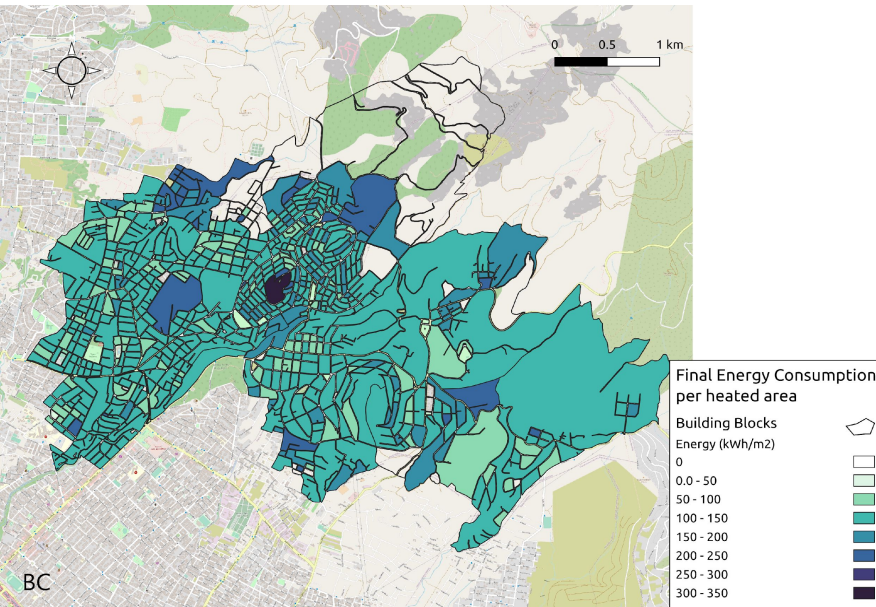 0 0.5 1 km
Final Energy Consumption
per heated area
Building Blocks
Energy (kWh/m2)
0
0.0 - 50
50 - 100
100 - 150
150 - 200
200 - 250
250 - 300
300 - 350
BC